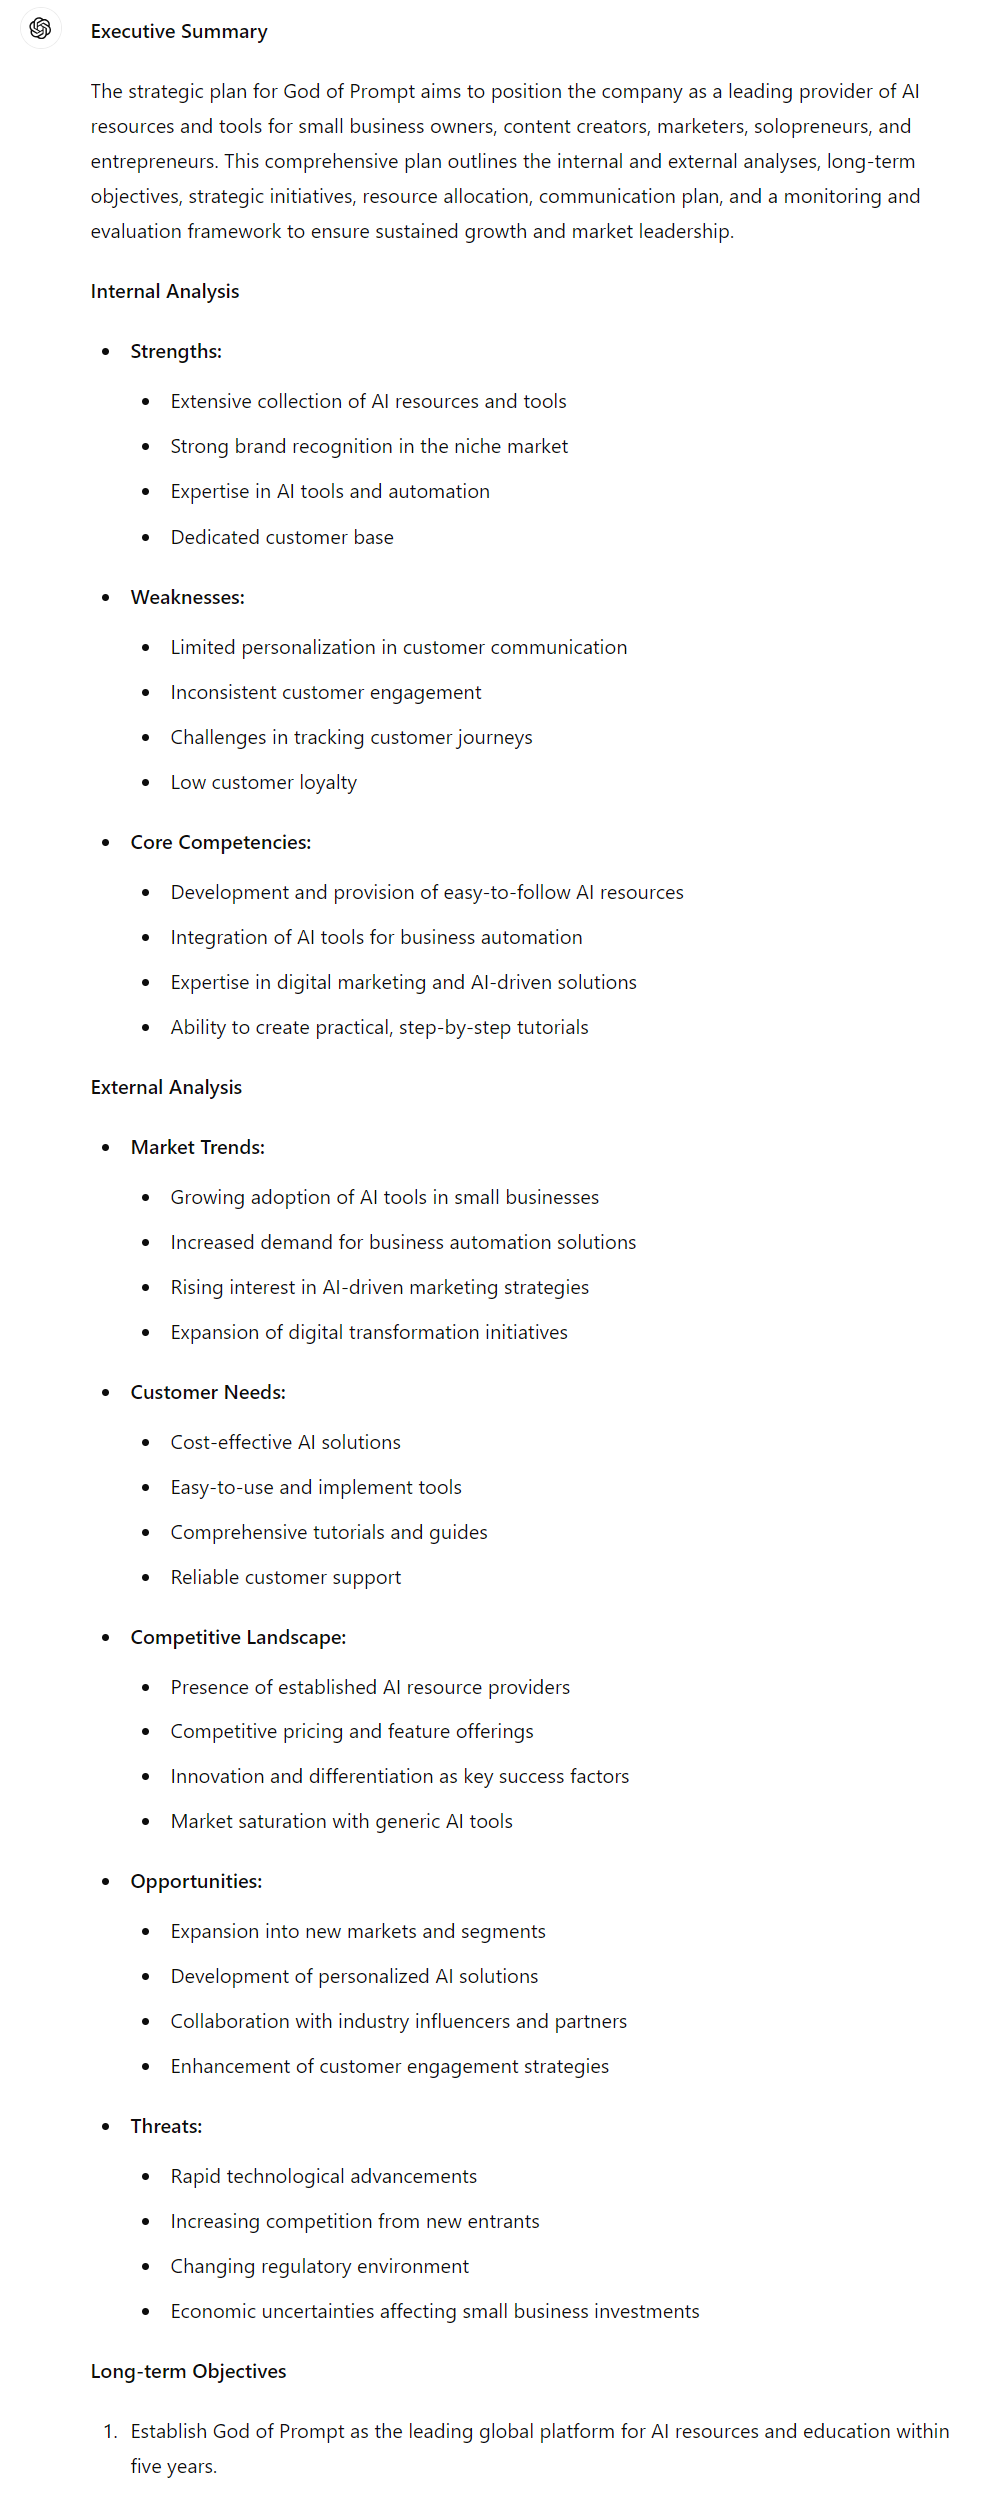 Executive Summary
The strategic plan for God of Prompt aims to position the company as a leading provider of AI
resources and tools for small business owners, content creators, marketers, solopreneurs, and
entrepreneurs. This comprehensive plan outlines the internal and external analyses, long-term
objectives, strategic initiatives, resource allocation, communication plan, and a monitoring and
evaluation framework to ensure sustained growth and market leadership.
Internal Analysis
• Strengths:
• Extensive collection of AI resources and tools
• Strong brand recognition in the niche market
• Expertise in AI tools and automation
• Dedicated customer base
• Weaknesses:
• Limited personalization in customer communication
• Inconsistent customer engagement
• Challenges in tracking customer journeys
• Low customer loyalty
• Core Competencies:
• Development and provision of easy-to-follow AI resources
• Integration of AI tools for business automation
• Expertise in digital marketing and AI-driven solutions
• Ability to create practical, step-by-step tutorials
External Analysis
• Market Trends:
• Growing adoption of AI tools in small businesses
• Increased demand for business automation solutions
• Rising interest in AI-driven marketing strategies
• Expansion of digital transformation initiatives
• Customer Needs:
• Cost-effective AI solutions
• Easy-to-use and implement tools
• Comprehensive tutorials and guides
• Reliable customer support
• Competitive Landscape:
• Presence of established AI resource providers
• Competitive pricing and feature offerings
• Innovation and differentiation as key success factors
• Market saturation with generic AI tools
• Opportunities:
• Expansion into new markets and segments
• Development of personalized AI solutions
• Collaboration with industry influencers and partners
• Enhancement of customer engagement strategies
• Threats:
• Rapid technological advancements
• Increasing competition from new entrants
• Changing regulatory environment
• Economic uncertainties affecting small business investments
Long-term Objectives
1. Establish God of Prompt as the leading global platform for AI resources and education within
five years.